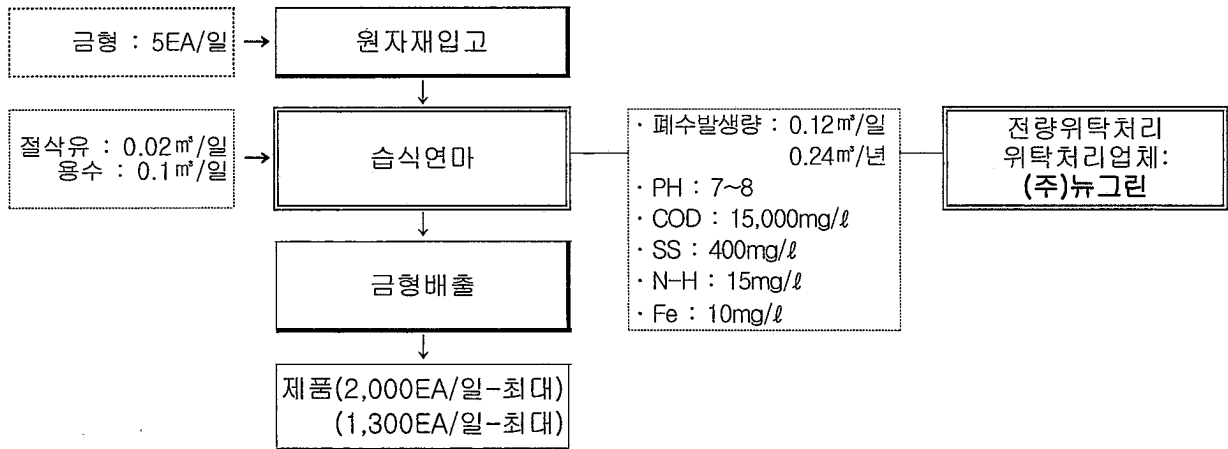 금형 : 5EA/일
원자재입고
절삭유 : 0.02㎥/일
용수 : 0.1㎥/일
습식연마
· 폐수발생량 : 0.12㎥/일
0.24㎥/년
· PH : 7~8
· COD : 15,000mg/ℓ
· SS : 400mg/ℓ
· N-H : 15mg/ℓ
· Fe : 10mg/ℓ
전량위탁처리
위탁처리업체:
(주)뉴그린
금형배출
제품(2,000EA/일-최대)
(1,300EA/일-최대)